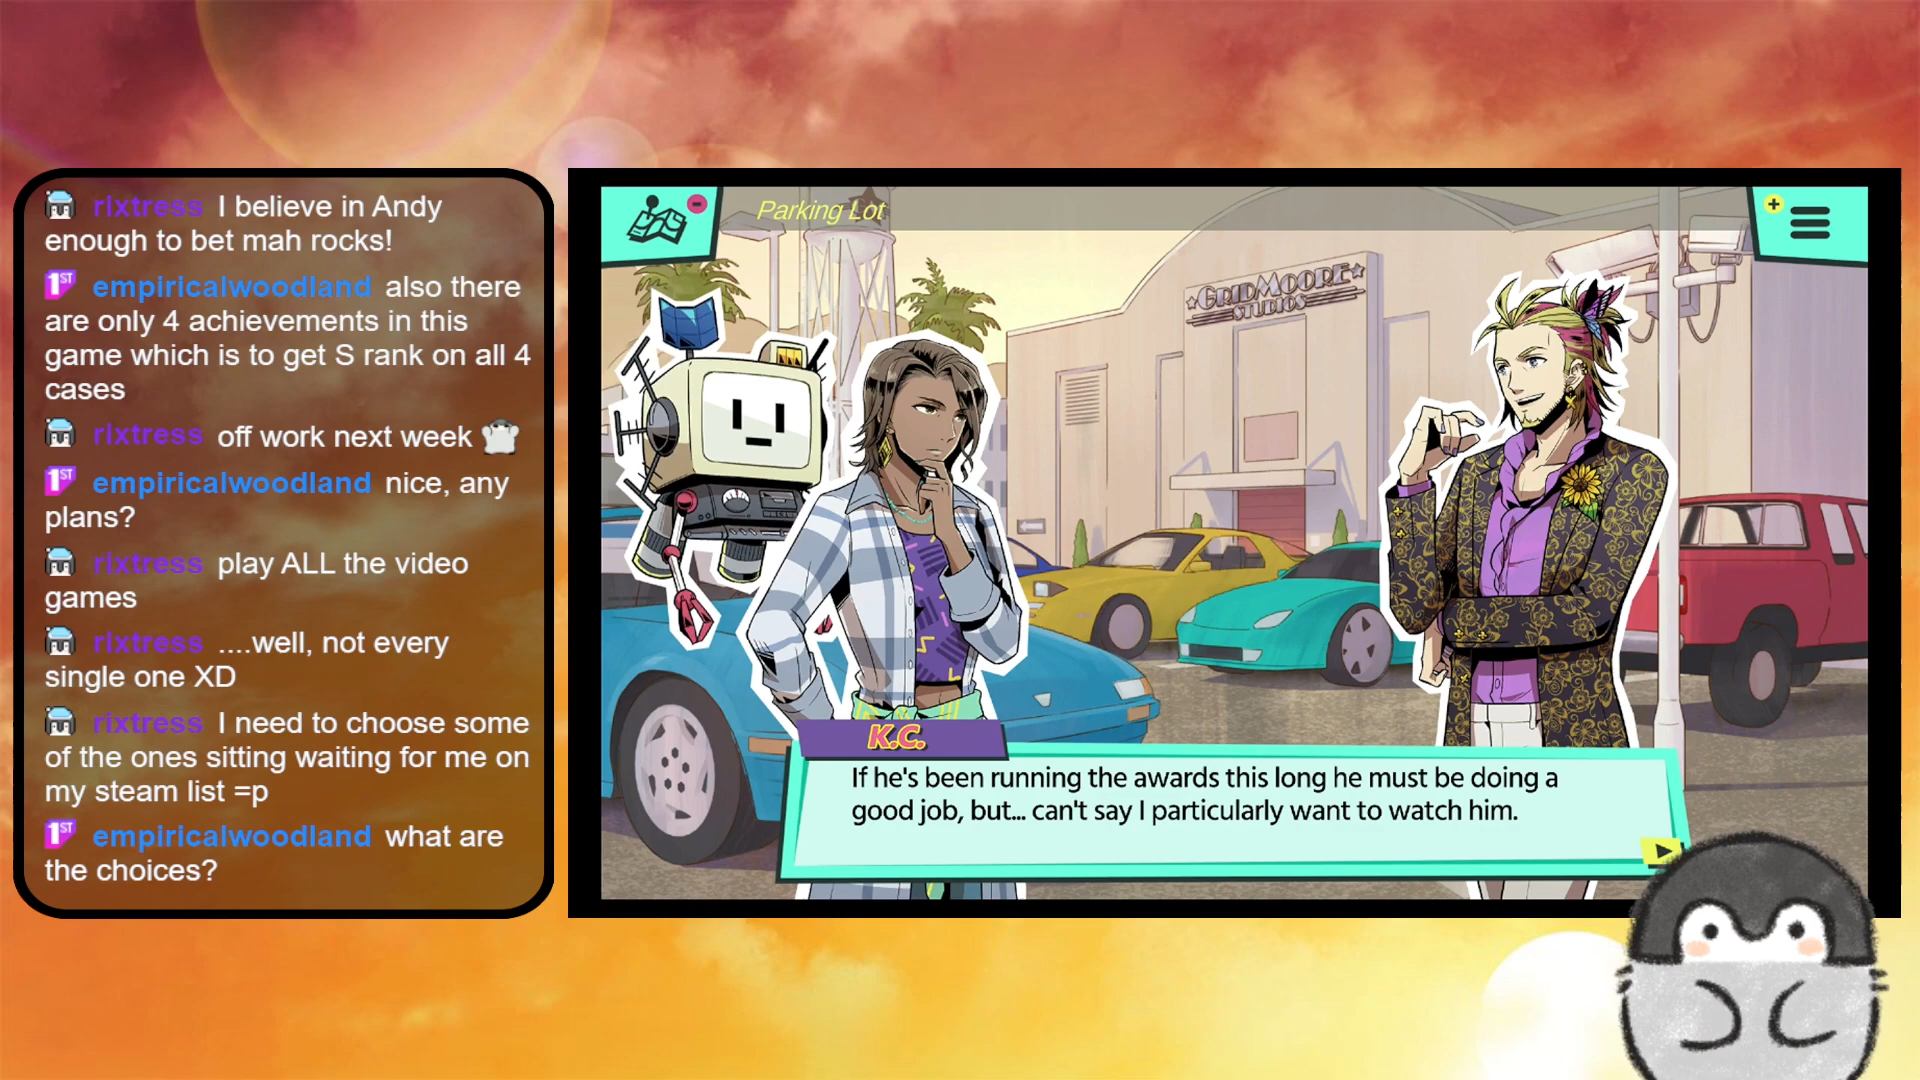 rixtress I believe in Andy
enough to bet mah rocks!
1ST empiricalwoodland also there
are only 4 achievements in this
game which is to get S rank on all 4
cases
rixtress off work next week
1ST empiricalwoodland nice, any
plans?
rixtress play ALL the video
games
rixtress ....well, not every
single one XD
rixtress I need to choose some
of the ones sitting waiting for me on
my steam list =p
1ST empiricalwoodland what are
the choices?
Parking Lot
GRIDMOORE
STUDIOS
K.C.
If he's been running the awards this long he must be doing a
good job, but... can't say I particularly want to watch him.